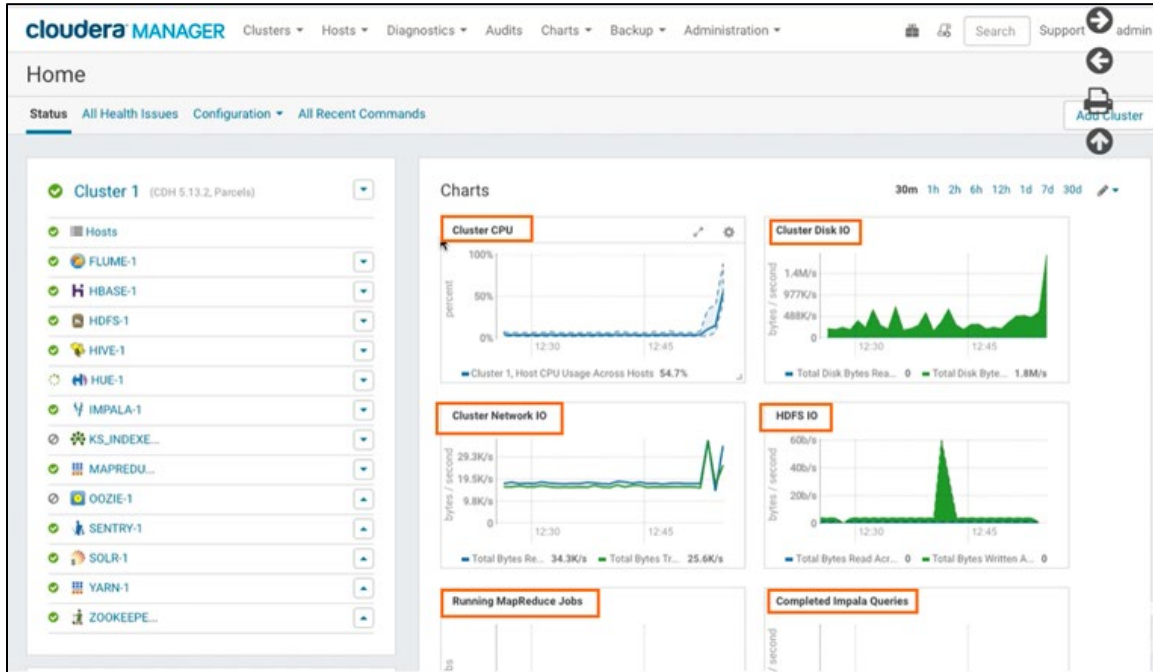 cloudera MANAGER Clusters Hosts Diagnostics Audits Charts Backup Administration Search Support admin
Home
Status All Health Issues Configuration All Recent Commands Add Cluster
Cluster 1 (CDH 5.13.2, Parcels)
Hosts
FLUME-1
HBASE-1
HDFS-1
HIVE-1
HUE-1
IMPALA-1
KS_INDEXE...
MAPREDU...
OOZIE-1
SENTRY-1
SOLR-1
YARN-1
ZOOKEEPE...
Charts 30m 1h 2h 6h 12h 1d 7d 30d
Cluster CPU
percent
100%
50%
0%
12:30 12:45
Cluster 1, Host CPU Usage Across Hosts 54.7%
Cluster Disk IO
bytes / second
1.4M/s
977K/s
488K/s
0
12:30 12:45
Total Disk Bytes Rea... 0 Total Disk Byte... 1.8M/s
Cluster Network IO
bytes / second
29.3K/s
19.5K/s
9.8K/s
0
12:30 12:45
Total Bytes Re... 34.3K/s Total Bytes Tr... 25.6K/s
HDFS IO
bytes / second
60b/s
40b/s
20b/s
0
12:30 12:45
Total Bytes Read Acr... 0 Total Bytes Written A... 0
Running MapReduce Jobs
bs
Completed Impala Queries
/ second